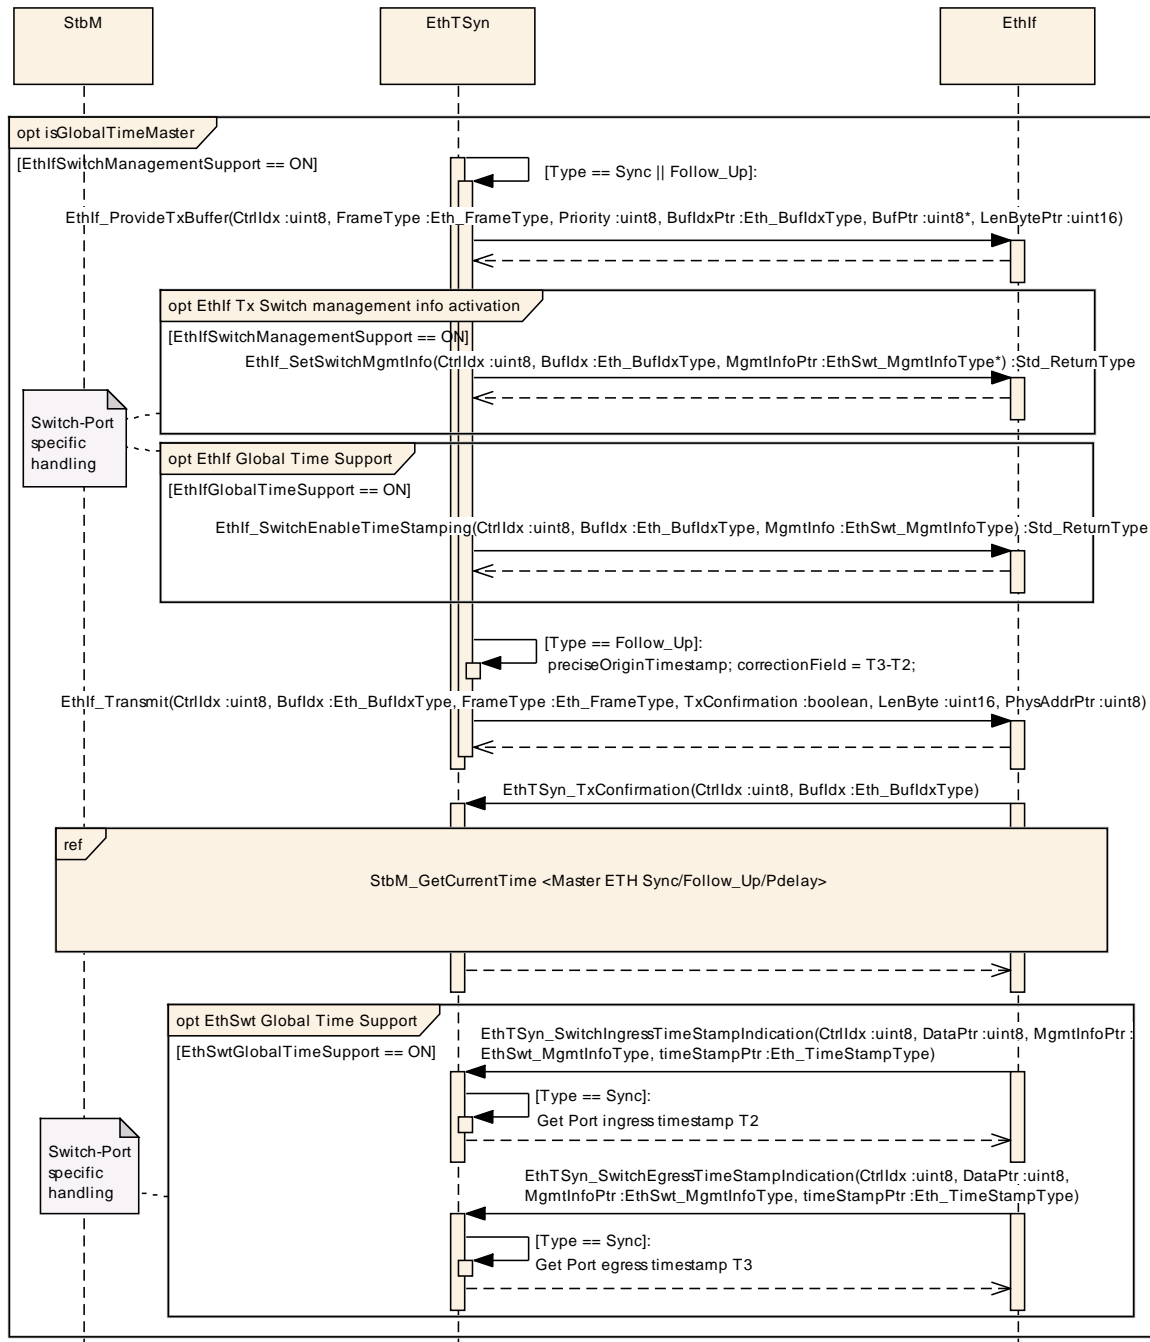 StbM
EthTSyn
EthIf
opt isGlobalTimeMaster
[EthIfSwitchManagementSupport == ON]
[Type == Sync || Follow_Up]:
EthIf_ProvideTxBuffer(CtrlIdx :uint8, FrameType :Eth_FrameType, Priority :uint8, BufIdxPtr :Eth_BufIdxType, BufPtr :uint8*, LenBytePtr :uint16)
opt EthIf Tx Switch management info activation
[EthIfSwitchManagementSupport == ON]
EthIf_SetSwitchMgmtInfo(CtrlIdx :uint8, BufIdx :Eth_BufIdxType, MgmtInfoPtr :EthSwt_MgmtInfoType*) :Std_ReturnType
Switch-Port
specific
handling
opt EthIf Global Time Support
[EthIfGlobalTimeSupport == ON]
EthIf_SwitchEnableTimeStamping(CtrlIdx :uint8, BufIdx :Eth_BufIdxType, MgmtInfo :EthSwt_MgmtInfoType) :Std_ReturnType
[Type == Follow_Up]:
preciseOriginTimestamp; correctionField = T3-T2;
EthIf_Transmit(CtrlIdx :uint8, BufIdx :Eth_BufIdxType, FrameType :Eth_FrameType, TxConfirmation :boolean, LenByte :uint16, PhysAddrPtr :uint8)
EthTSyn_TxConfirmation(CtrlIdx :uint8, BufIdx :Eth_BufIdxType)
ref
StbM_GetCurrentTime <Master ETH Sync/Follow_Up/Pdelay>
opt EthSwt Global Time Support
[EthSwtGlobalTimeSupport == ON]
EthTSyn_SwitchIngressTimeStampIndication(CtrlIdx :uint8, DataPtr :uint8, MgmtInfoPtr :
EthSwt_MgmtInfoType, timeStampPtr :Eth_TimeStampType)
[Type == Sync]:
Get Port ingress timestamp T2
Switch-Port
specific
handling
EthTSyn_SwitchEgressTimeStampIndication(CtrlIdx :uint8, DataPtr :uint8,
MgmtInfoPtr :EthSwt_MgmtInfoType, timeStampPtr :Eth_TimeStampType)
[Type == Sync]:
Get Port egress timestamp T3